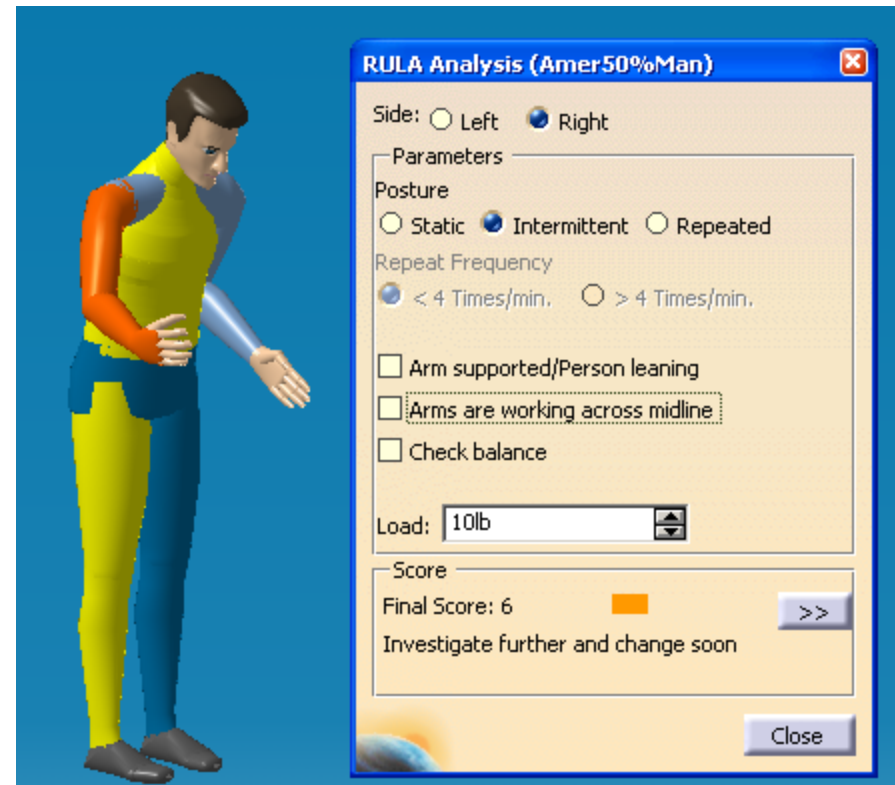 RULA Analysis (Amer50%Man)
Side: Left Right
Parameters
Posture
Static Intermittent Repeated
Repeat Frequency
< 4 Times/min. > 4 Times/min.
Arm supported/Person leaning
Arms are working across midline
Check balance
Load: 10lb
Score
Final Score: 6 >>
Investigate further and change soon
Close